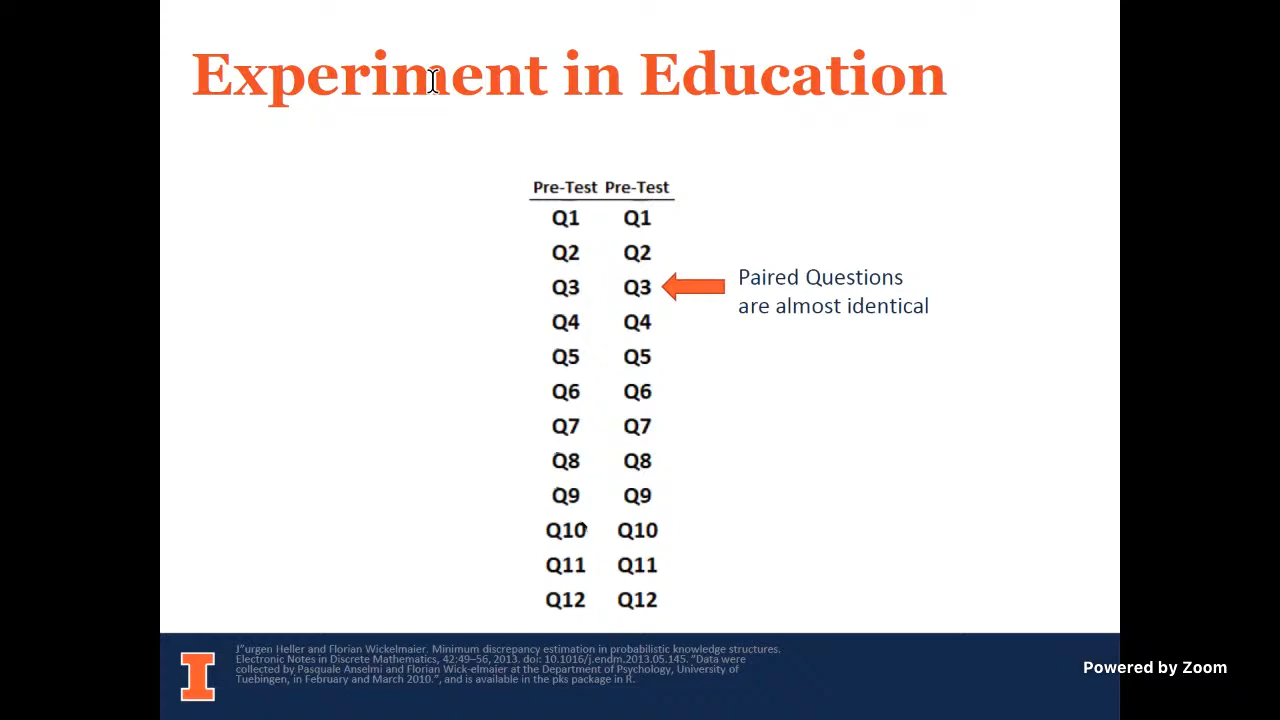 Experiment in Education
Pre-Test Pre-Test
Q1 Q1
Q2 Q2
Q3 Q3
Paired Questions
are almost identical
Q4 Q4
Q5 Q5
Q6 Q6
Q7 Q7
Q8 Q8
Q9 Q9
Q10 Q10
Q11 Q11
Q12 Q12
J"urgen Heller and Florian Wickelmaier. Minimum discrepancy estimation in probabilistic knowledge structures.
Electronic Notes in Discrete Mathematics, 42:49–56, 2013. doi: 10.1016/j.endm.2013.05.145. "Data were
collected by Pasquale Anselmi and Florian Wick-elmaier at the Department of Psychology, University of
Tuebingen, in February and March 2010.", and is available in the pks package in R.
Powered by Zoom